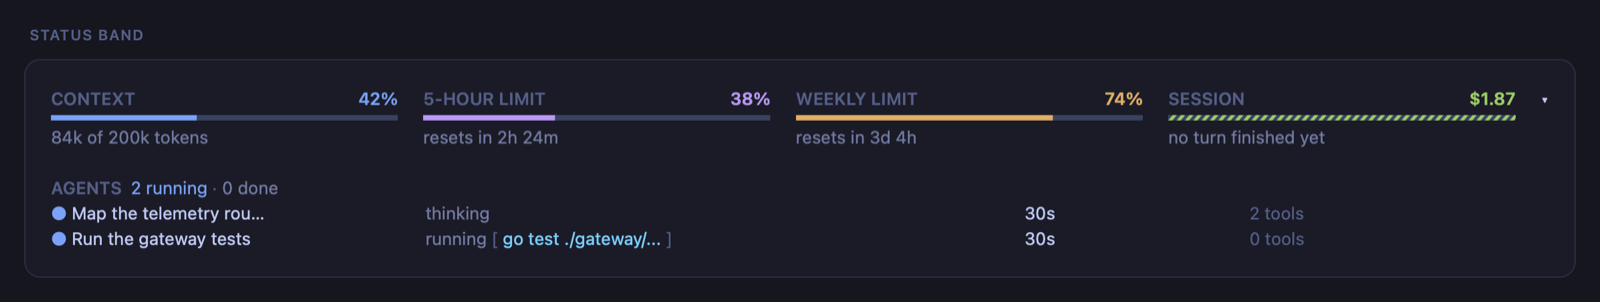 STATUS BAND
CONTEXT 42% 5-HOUR LIMIT 38% WEEKLY LIMIT 74% SESSION $1.87 ▾
84k of 200k tokens resets in 2h 24m resets in 3d 4h no turn finished yet
AGENTS 2 running · 0 done
Map the telemetry rou... thinking 30s 2 tools
Run the gateway tests running [ go test ./gateway/... ] 30s 0 tools